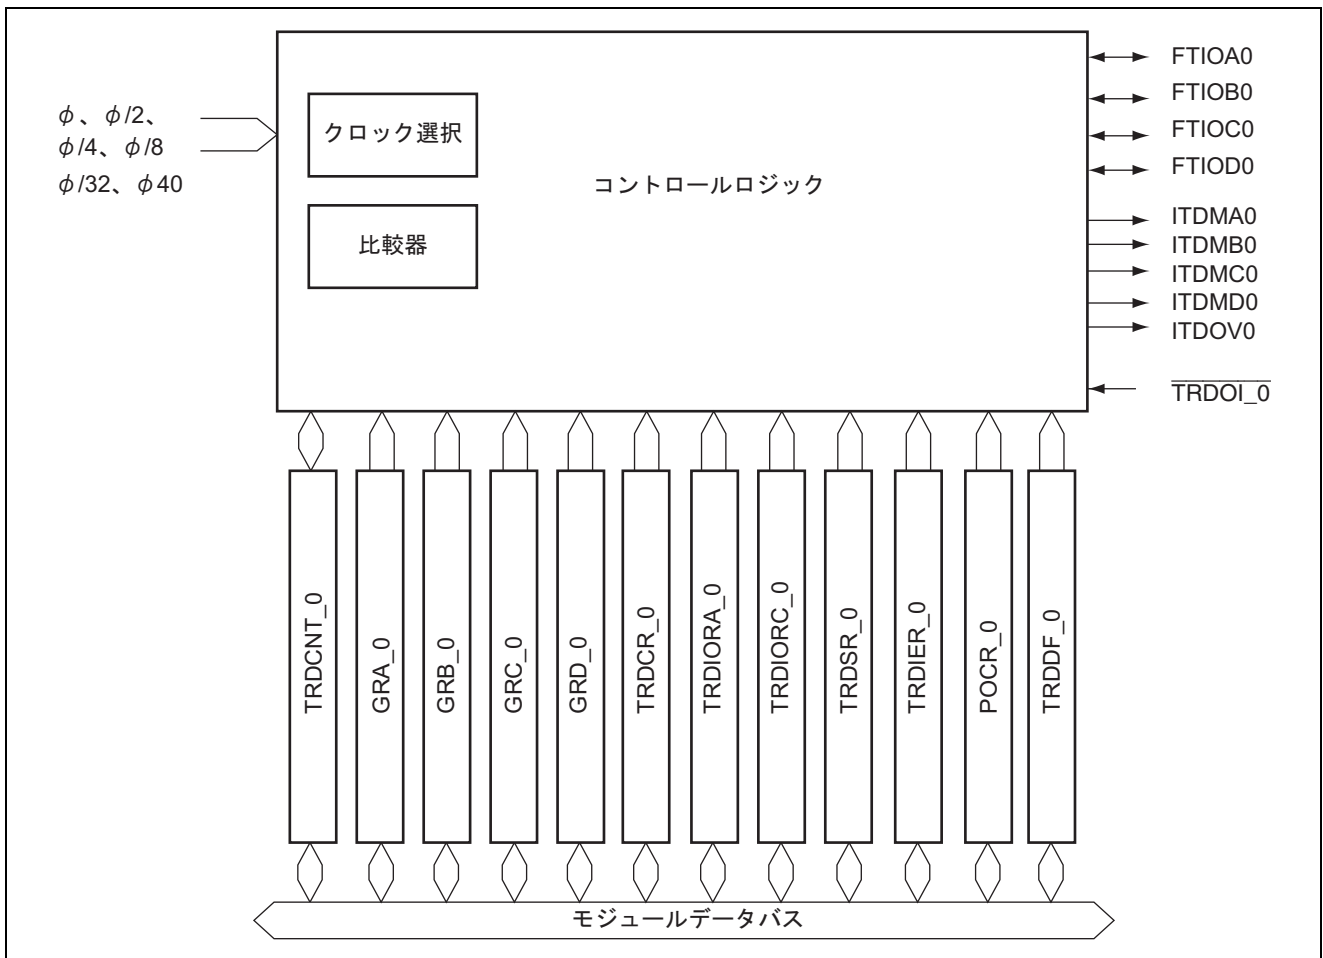 φ、φ/2、
φ/4、φ/8
φ/32、φ40
クロック選択
比較器
コントロールロジック
FTIOA0
FTIOB0
FTIOC0
FTIOD0
ITDMA0
ITDMB0
ITDMC0
ITDMD0
ITDOV0
TRDOI_0
TRDCNT_0
GRA_0
GRB_0
GRC_0
GRD_0
TRDCR_0
TRDIORA_0
TRDIORC_0
TRDSR_0
TRDIER_0
POCR_0
TRDDF_0
モジュールデータバス